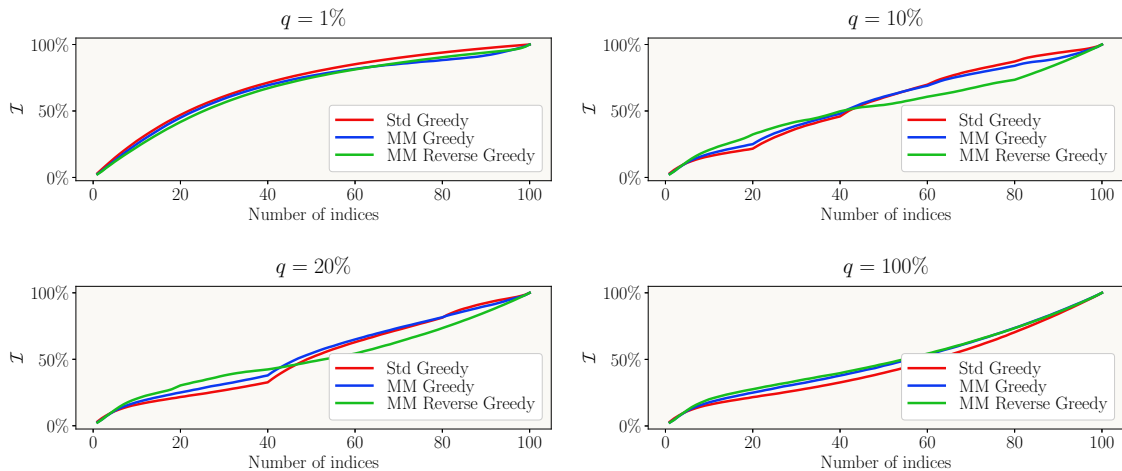 q = 1%
100%
50%
0%
ℐ
Std Greedy
MM Greedy
MM Reverse Greedy
0 20 40 60 80 100
Number of indices
q = 10%
100%
50%
0%
ℐ
Std Greedy
MM Greedy
MM Reverse Greedy
0 20 40 60 80 100
Number of indices
q = 20%
100%
50%
0%
ℐ
Std Greedy
MM Greedy
MM Reverse Greedy
0 20 40 60 80 100
Number of indices
q = 100%
100%
50%
0%
ℐ
Std Greedy
MM Greedy
MM Reverse Greedy
0 20 40 60 80 100
Number of indices